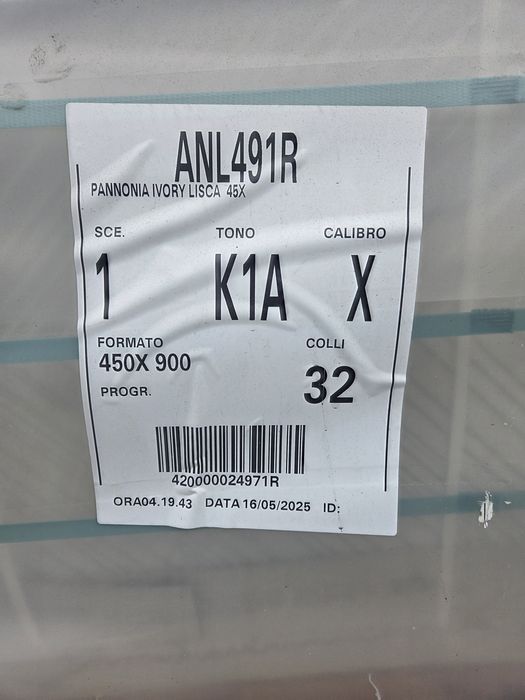 ANL491R
PANNONIA IVORY LISCA 45X
SCE. TONO CALIBRO
1 K1A X
FORMATO COLLI
450X 900 32
PROGR.
420000024971R
ORA04.19.43 DATA 16/05/2025 ID: